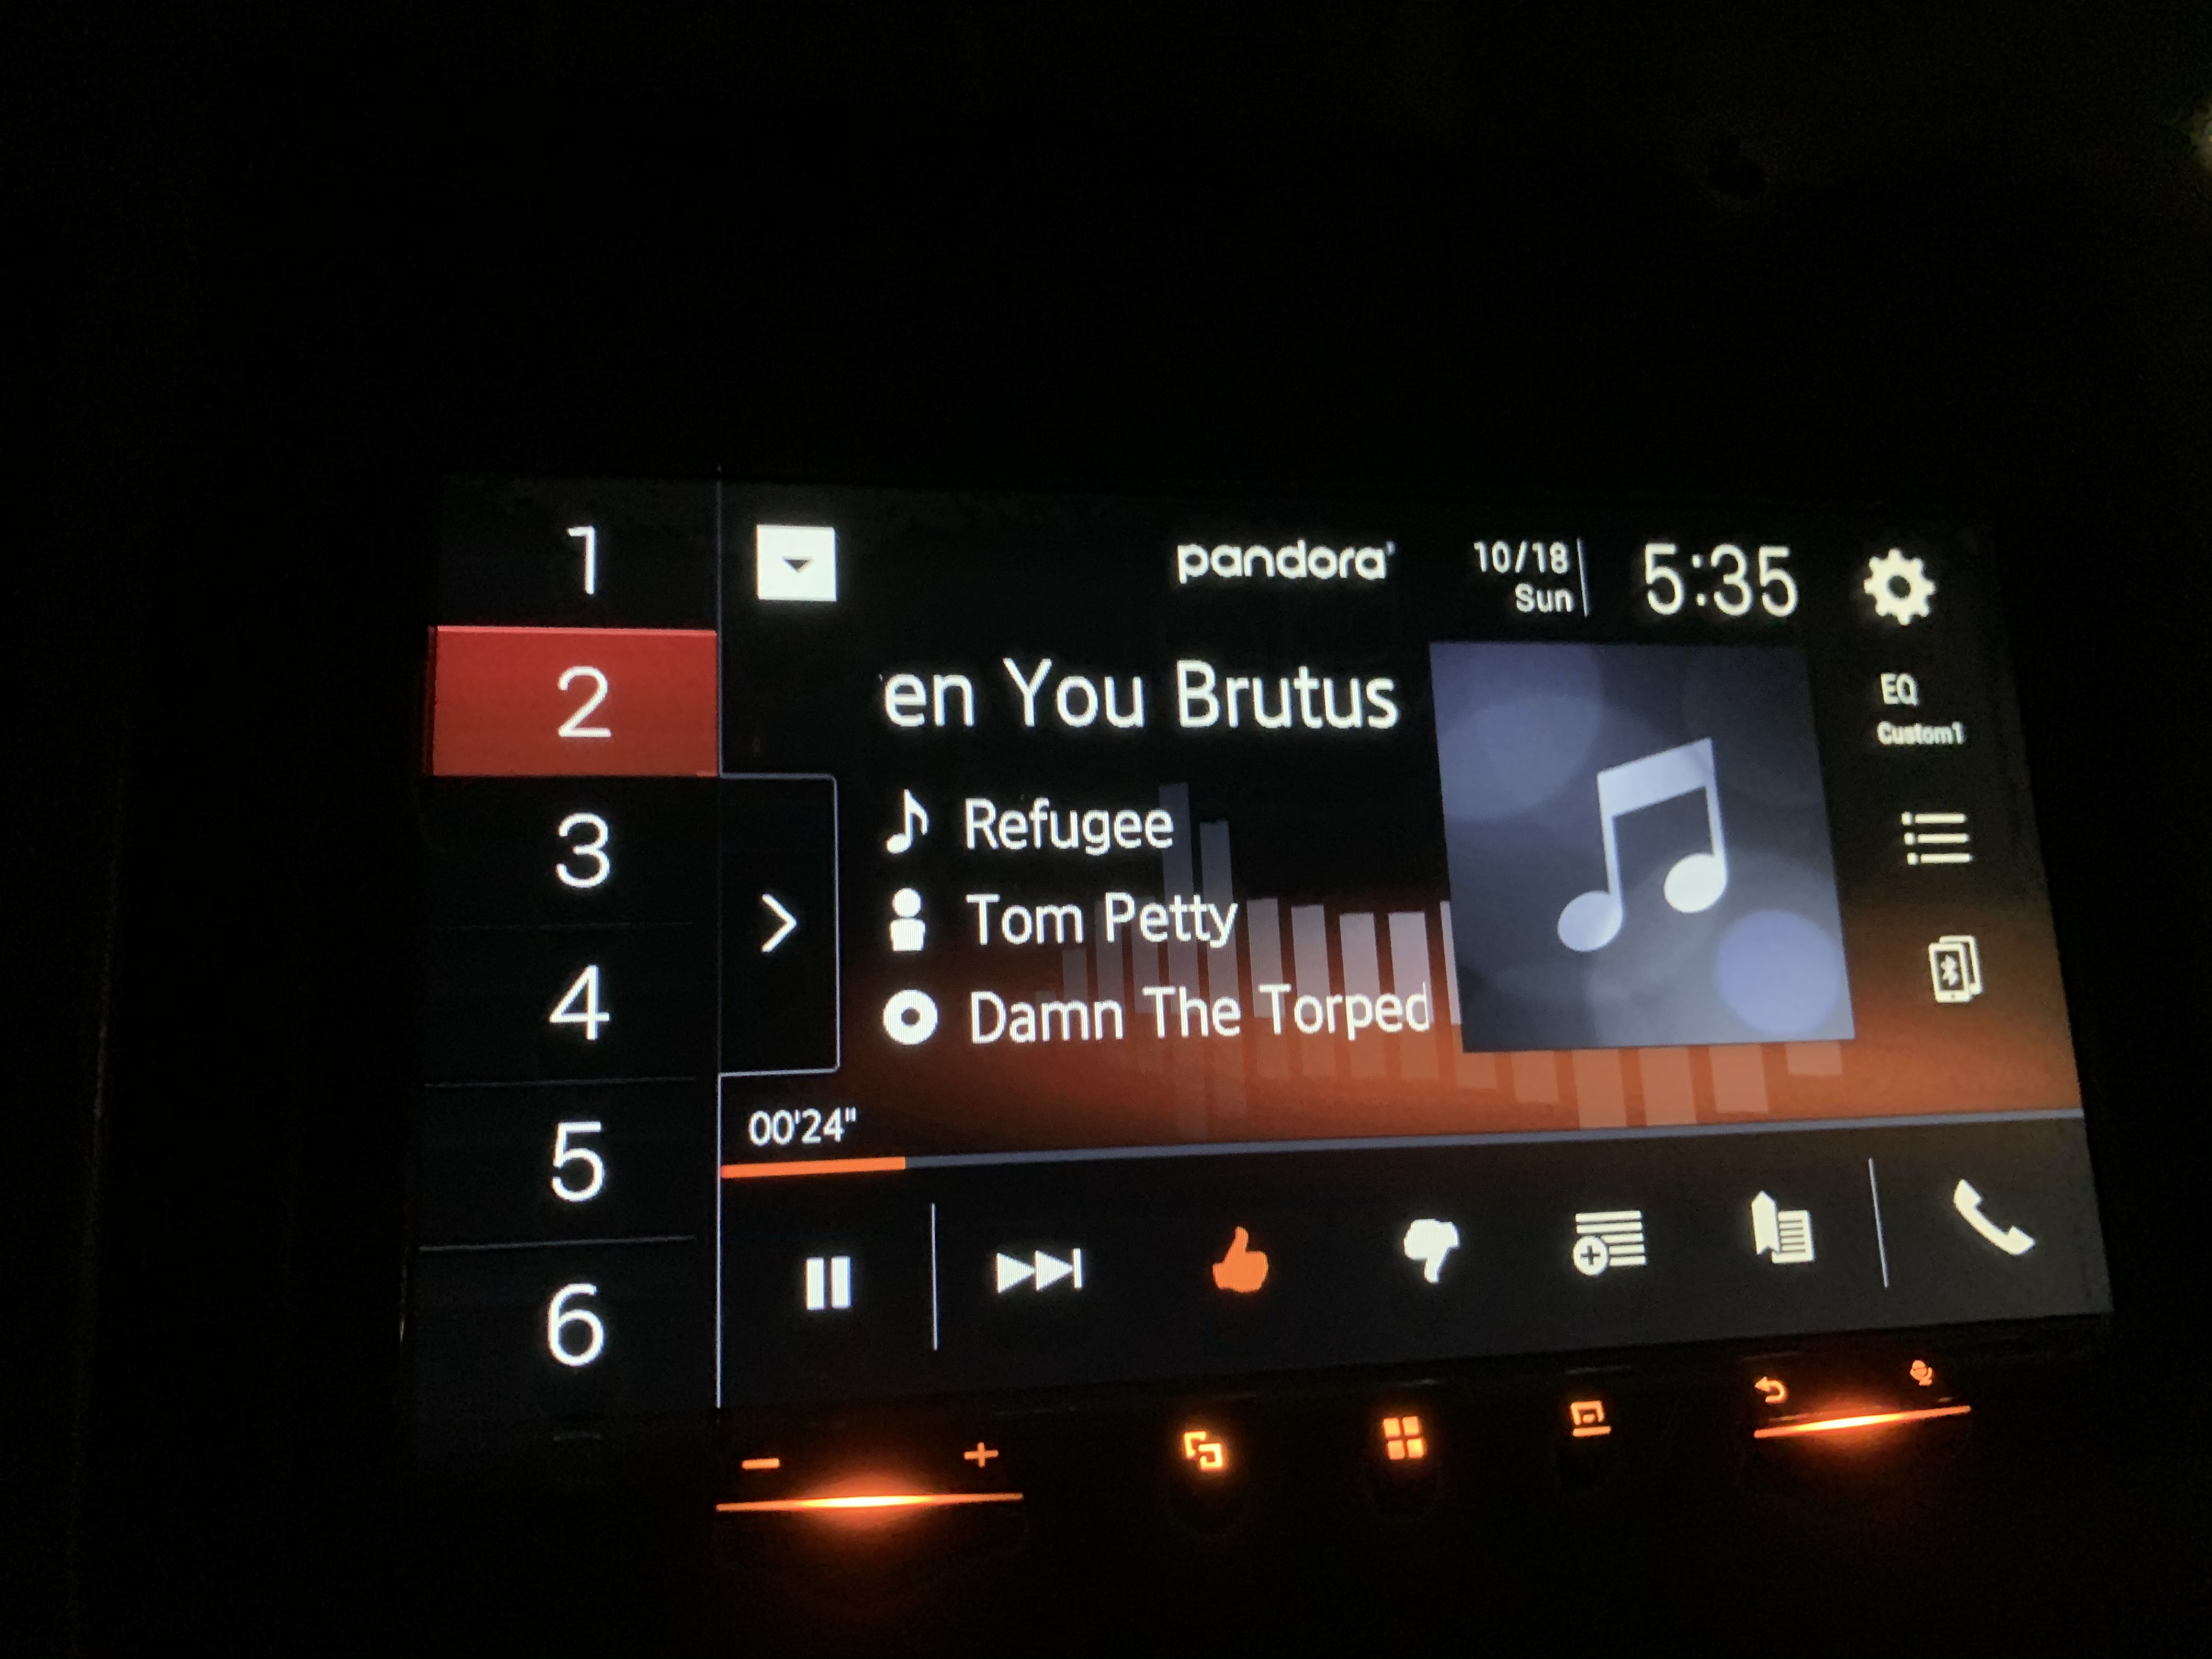 1
2
3
4
5
6
pandora
10/18
Sun
5:35
en You Brutus
EQ
Custom1
Refugee
Tom Petty
Damn The Torped
00'24"